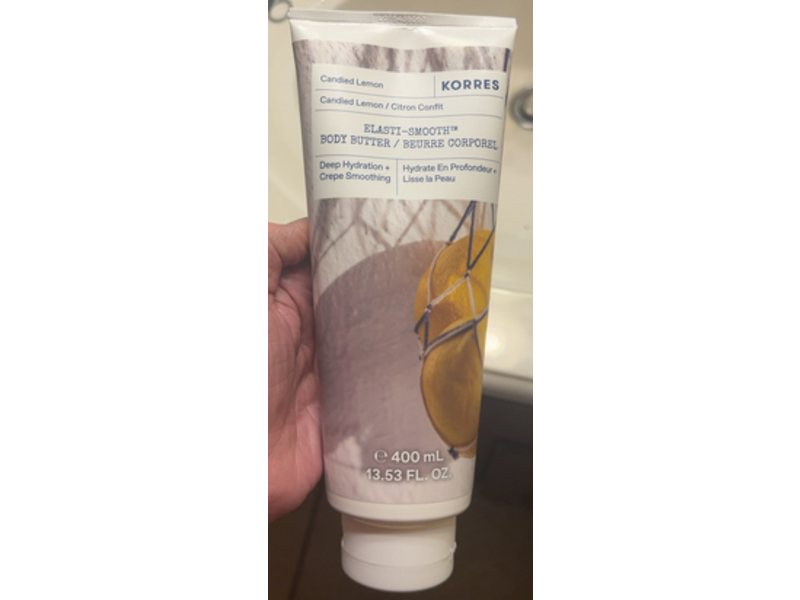 Candied Lemon
KORRES
Candied Lemon / Citron Confit
ELASTI-SMOOTH™
BODY BUTTER / BEURRE CORPOREL
Deep Hydration +
Crepe Smoothing
Hydrate En Profondeur +
Lisse la Peau
℮ 400 mL
13.53 FL. OZ.